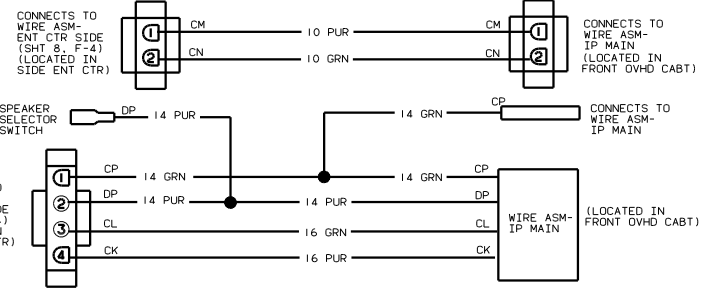 CONNECTS TO
WIRE ASM-
ENT CTR SIDE
(SHT 8, F-4)
(LOCATED IN
SIDE ENT CTR)
1
2
CM
CN
10 PUR
10 GRN
CM
CN
1
2
CONNECTS TO
WIRE ASM-
IP MAIN
(LOCATED IN
FRONT OVHD CABT)
SPEAKER
SELECTOR
SWITCH
DP
14 PUR
14 GRN
CP
CONNECTS TO
WIRE ASM-
IP MAIN
1
2
3
4
CP
DP
CL
CK
14 GRN
14 PUR
14 GRN
14 PUR
16 GRN
16 PUR
CP
DP
CL
CK
WIRE ASM-
IP MAIN
(LOCATED IN
FRONT OVHD CABT)